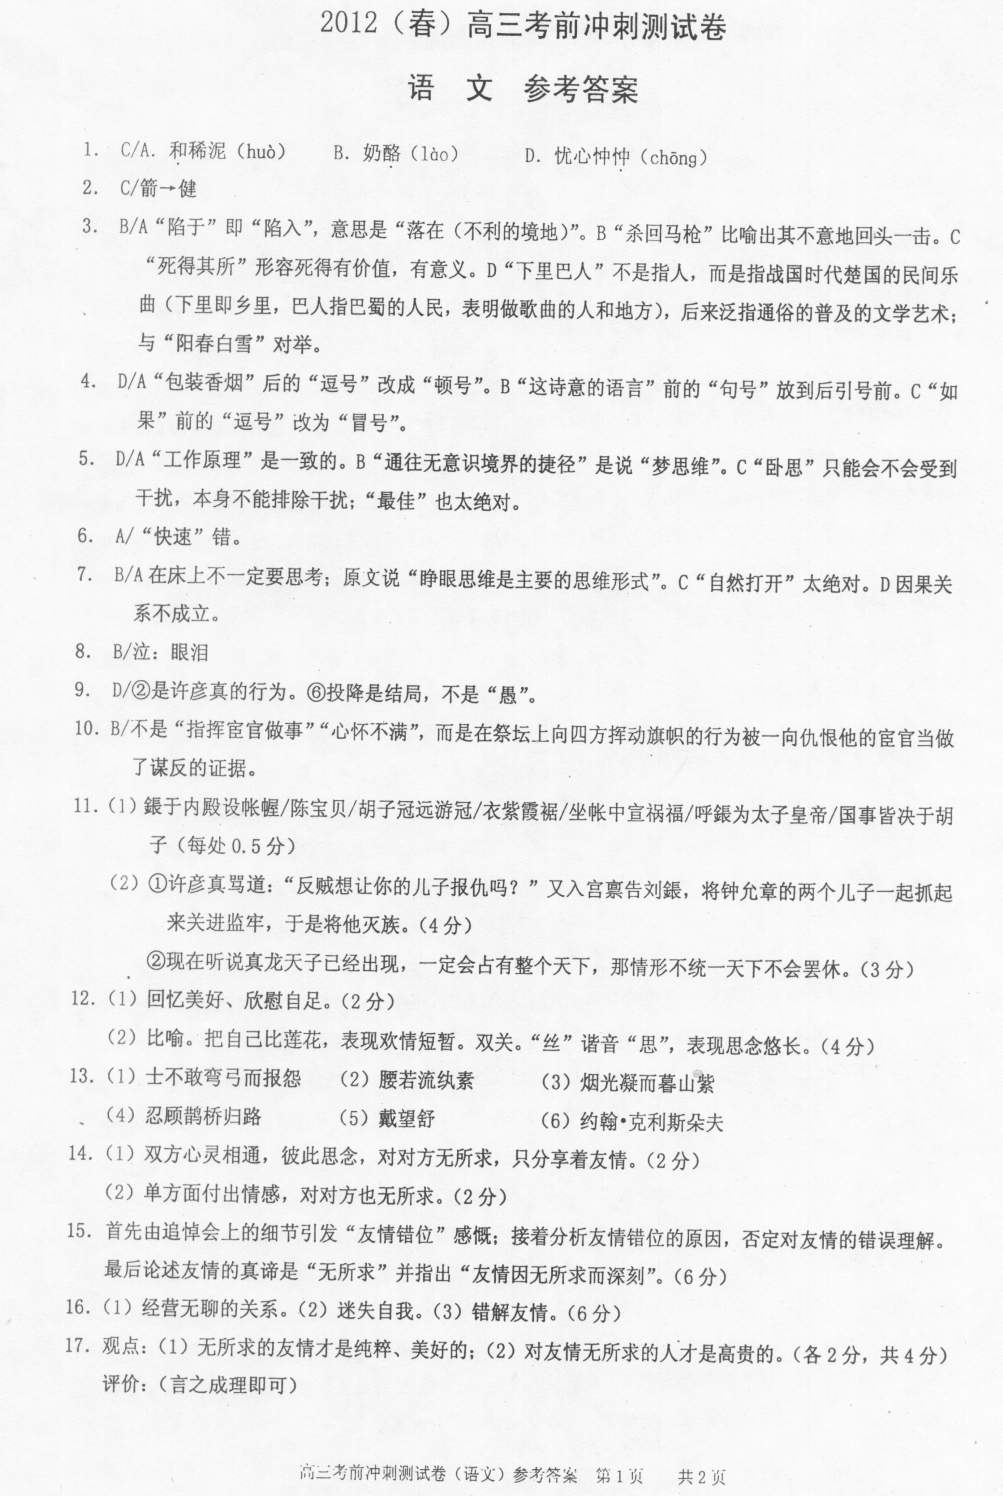 2012（春）高三考前冲刺测试卷
语 文 参考答案
1. C/A. 和稀泥（huò） B. 奶酪（lào） D. 忧心忡忡（chōng）
2. C/箭→健
3. B/A“陷于”即“陷入”，意思是“落在（不利的境地）”。B“杀回马枪”比喻出其不意地回头一击。C
“死得其所”形容死得有价值，有意义。D“下里巴人”不是指人，而是指战国时代楚国的民间乐
曲（下里即乡里，巴人指巴蜀的人民，表明做歌曲的人和地方），后来泛指通俗的普及的文学艺术；
与“阳春白雪”对举。
4. D/A“包装香烟”后的“逗号”改成“顿号”。B“这诗意的语言”前的“句号”放到后引号前。C“如
果”前的“逗号”改为“冒号”。
5. D/A“工作原理”是一致的。B“通往无意识境界的捷径”是说“梦思维”。C“卧思”只能会不会受到
干扰，本身不能排除干扰；“最佳”也太绝对。
6. A/“快速”错。
7. B/A在床上不一定要思考；原文说“睁眼思维是主要的思维形式”。C“自然打开”太绝对。D因果关
系不成立。
8. B/泣：眼泪
9. D/②是许彦真的行为。⑥投降是结局，不是“愚”。
10. B/不是“指挥宦官做事”“心怀不满”，而是在祭坛上向四方挥动旗帜的行为被一向仇恨他的宦官当做
了谋反的证据。
11.（1）鋹于内殿设帐幄/陈宝贝/胡子冠远游冠/衣紫霞裾/坐帐中宣祸福/呼鋹为太子皇帝/国事皆决于胡
子（每处0.5分）
（2）①许彦真骂道：“反贼想让你的儿子报仇吗？”又入宫禀告刘鋹，将钟允章的两个儿子一起抓起
来关进监牢，于是将他灭族。（4分）
②现在听说真龙天子已经出现，一定会占有整个天下，那情形不统一天下不会罢休。（3分）
12.（1）回忆美好、欣慰自足。（2分）
（2）比喻。把自己比莲花，表现欢情短暂。双关。“丝”谐音“思”，表现思念悠长。（4分）
13.（1）士不敢弯弓而报怨 （2）腰若流纨素 （3）烟光凝而暮山紫
（4）忍顾鹊桥归路 （5）戴望舒 （6）约翰•克利斯朵夫
14.（1）双方心灵相通，彼此思念，对对方无所求，只分享着友情。（2分）
（2）单方面付出情感，对对方也无所求。（2分）
15. 首先由追悼会上的细节引发“友情错位”感慨；接着分析友情错位的原因，否定对友情的错误理解。
最后论述友情的真谛是“无所求”并指出“友情因无所求而深刻”。（6分）
16.（1）经营无聊的关系。（2）迷失自我。（3）错解友情。（6分）
17. 观点：（1）无所求的友情才是纯粹、美好的；（2）对友情无所求的人才是高贵的。（各2分，共4分）
评价：（言之成理即可）
高三考前冲刺测试卷（语文）参考答案 第1页 共2页